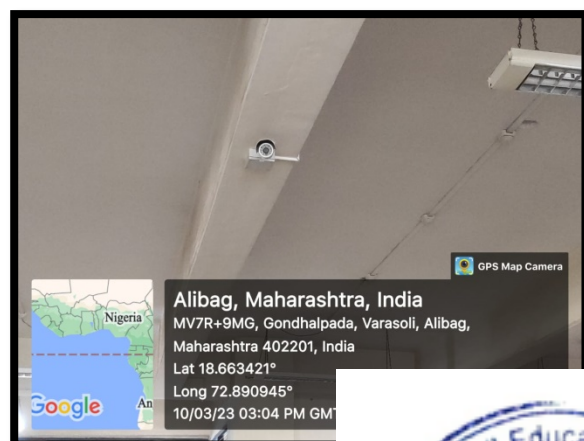 GPS Map Camera
Alibag, Maharashtra, India
MV7R+9MG, Gondhalpada, Varasoli, Alibag,
Maharashtra 402201, India
Lat 18.663421°
Long 72.890945°
10/03/23 03:04 PM GMT
Nigeria
Google